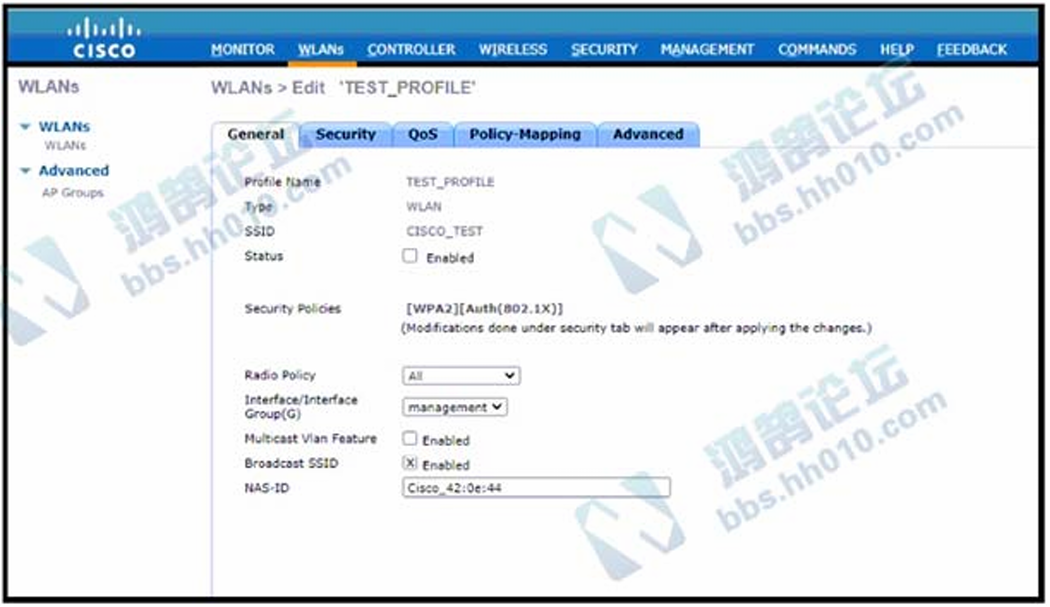 CISCO
MONITOR WLANs CONTROLLER WIRELESS SECURITY MANAGEMENT COMMANDS HELP FEEDBACK
WLANs
WLANs > Edit 'TEST_PROFILE'
WLANs
WLANs
Advanced
AP Groups
General Security QoS Policy-Mapping Advanced
Profile Name TEST_PROFILE
Type WLAN
SSID CISCO_TEST
Status Enabled
Security Policies [WPA2][Auth(802.1X)]
(Modifications done under security tab will appear after applying the changes.)
Radio Policy All
Interface/Interface Group(G) management
Multicast Vlan Feature Enabled
Broadcast SSID X Enabled
NAS-ID Cisco_42:0e:44
鸿鹄论坛
bbs.hh010.com
鸿鹄论坛
bbs.hh010.com
鸿鹄论坛
bbs.hh010.com